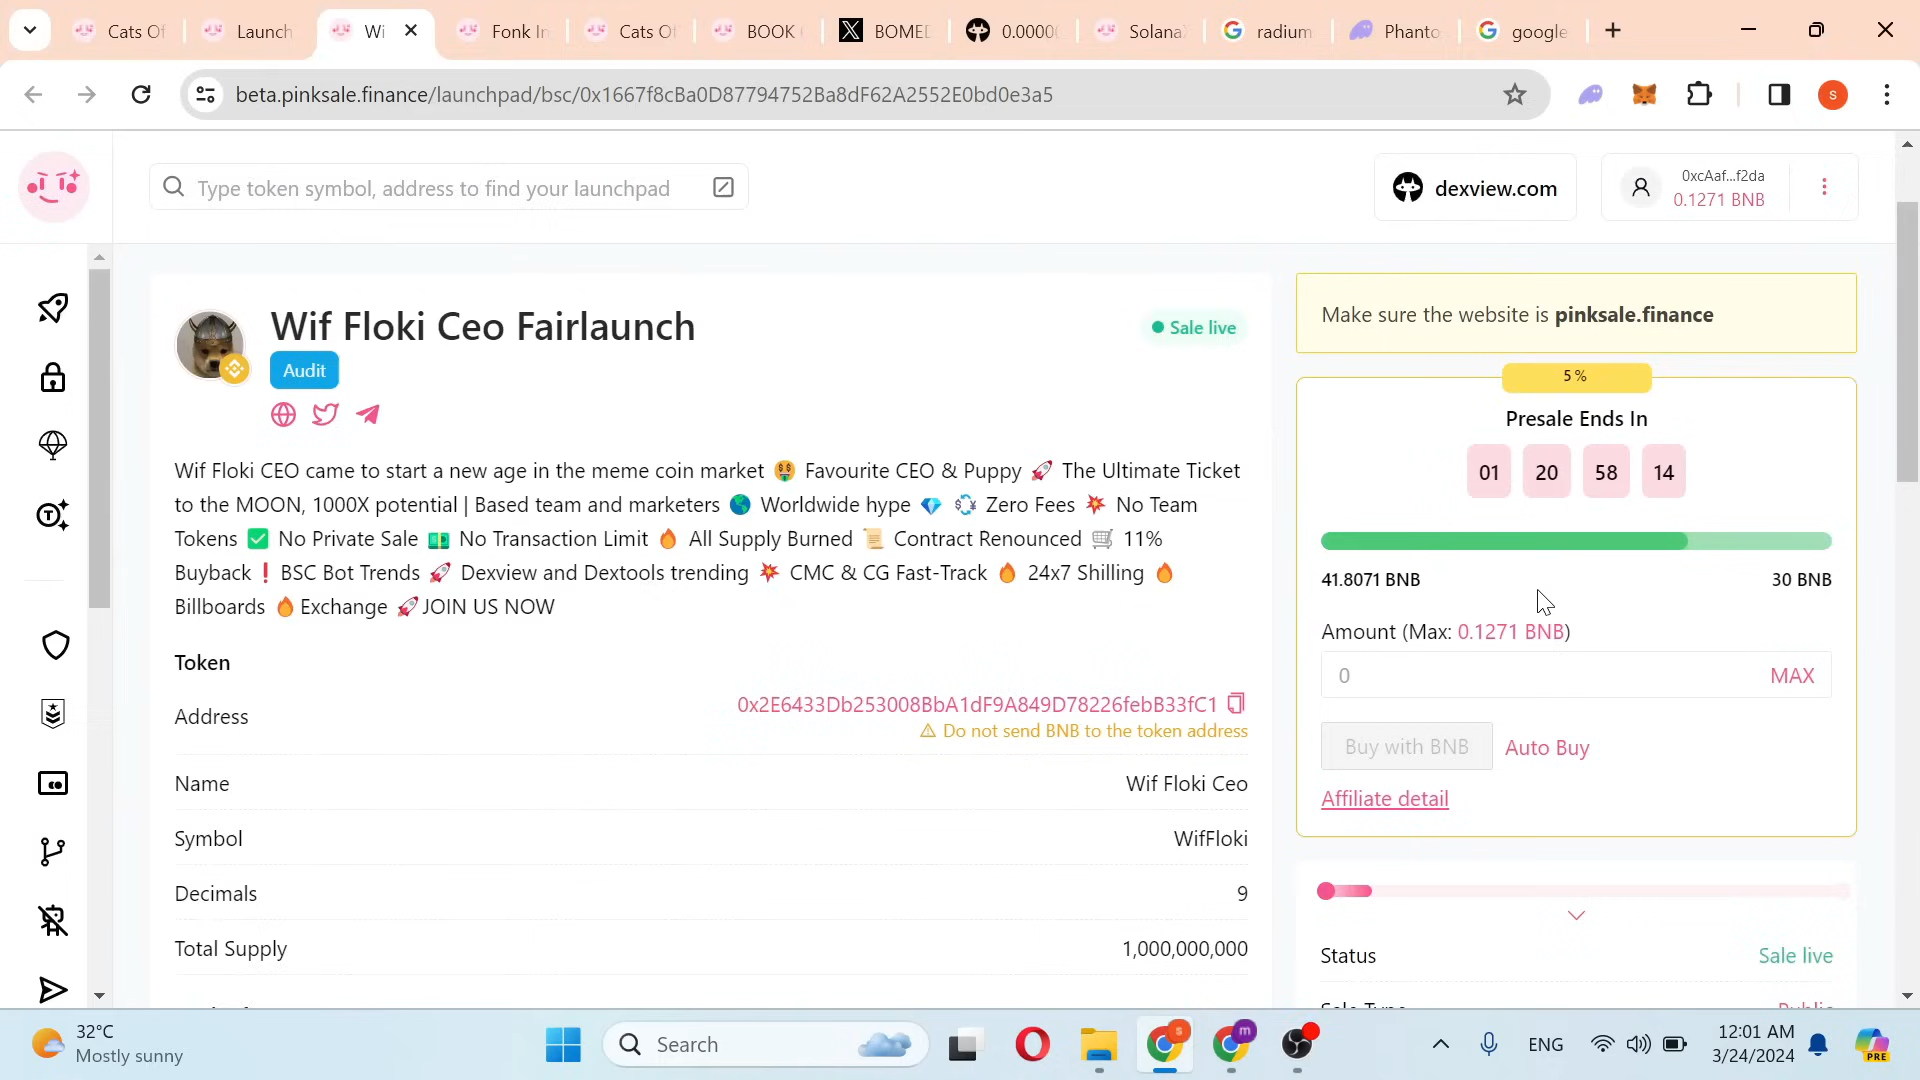 Cats Of
Launch
Wi
Fonk In
Cats Of
BOOK
BOME
0.0000
Solana
radium
Phanto
google
beta.pinksale.finance/launchpad/bsc/0x1667f8cBa0D87794752Ba8dF62A2552E0bd0e3a5
S
Type token symbol, address to find your launchpad
dexview.com
0xcAaf...f2da
0.1271 BNB
Wif Floki Ceo Fairlaunch
Sale live
Audit
Wif Floki CEO came to start a new age in the meme coin market 🤑 Favourite CEO & Puppy 🚀 The Ultimate Ticket
to the MOON, 1000X potential | Based team and marketers 🌎 Worldwide hype 💎 💱 Zero Fees 💥 No Team
Tokens ✅ No Private Sale 💵 No Transaction Limit 🔥 All Supply Burned 📜 Contract Renounced 🛒 11%
Buyback ❗ BSC Bot Trends 🚀 Dexview and Dextools trending 💥 CMC & CG Fast-Track 🔥 24x7 Shilling 🔥
Billboards 🔥Exchange 🚀JOIN US NOW
Token
Address
0x2E6433Db253008BbA1dF9A849D78226febB33fC1
Do not send BNB to the token address
Name
Wif Floki Ceo
Symbol
WifFloki
Decimals
9
Total Supply
1,000,000,000
Make sure the website is pinksale.finance
5%
Presale Ends In
01 20 58 14
41.8071 BNB
30 BNB
Amount (Max: 0.1271 BNB)
0
MAX
Buy with BNB
Auto Buy
Affiliate detail
Status
Sale live
Sale Type
Public
32°C
Mostly sunny
Search
s
m
ENG
12:01 AM
3/24/2024
PRE